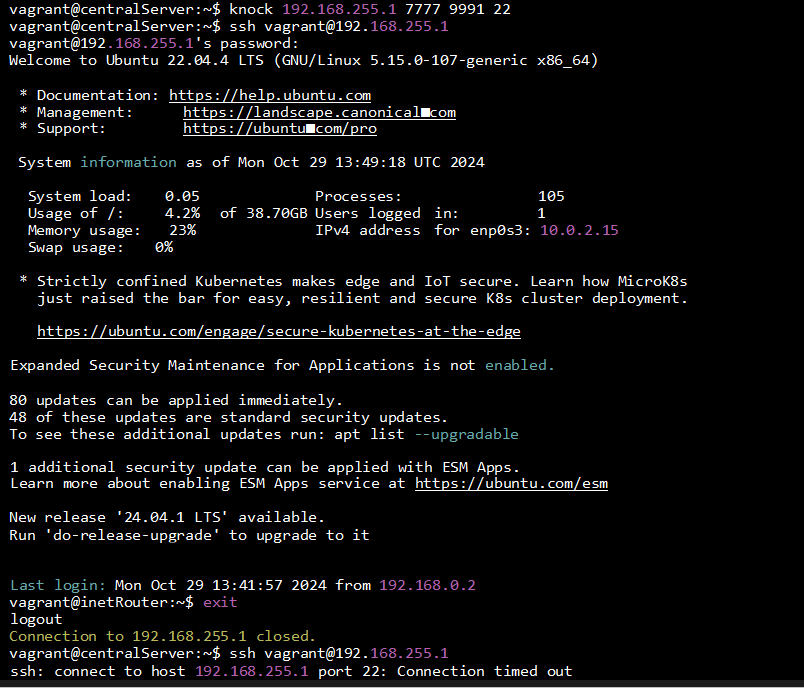 vagrant@centralServer:~$ knock 192.168.255.1 7777 9991 22
vagrant@centralServer:~$ ssh vagrant@192.168.255.1
vagrant@192.168.255.1's password:
Welcome to Ubuntu 22.04.4 LTS (GNU/Linux 5.15.0-107-generic x86_64)
* Documentation: https://help.ubuntu.com
* Management: https://landscape.canonical■com
* Support: https://ubuntu■com/pro
System information as of Mon Oct 29 13:49:18 UTC 2024
System load: 0.05 Processes: 105
Usage of /: 4.2% of 38.70GB Users logged in: 1
Memory usage: 23% IPv4 address for enp0s3: 10.0.2.15
Swap usage: 0%
* Strictly confined Kubernetes makes edge and IoT secure. Learn how MicroK8s
just raised the bar for easy, resilient and secure K8s cluster deployment.
https://ubuntu.com/engage/secure-kubernetes-at-the-edge
Expanded Security Maintenance for Applications is not enabled.
80 updates can be applied immediately.
48 of these updates are standard security updates.
To see these additional updates run: apt list --upgradable
1 additional security update can be applied with ESM Apps.
Learn more about enabling ESM Apps service at https://ubuntu.com/esm
New release '24.04.1 LTS' available.
Run 'do-release-upgrade' to upgrade to it
Last login: Mon Oct 29 13:41:57 2024 from 192.168.0.2
vagrant@inetRouter:~$ exit
logout
Connection to 192.168.255.1 closed.
vagrant@centralServer:~$ ssh vagrant@192.168.255.1
ssh: connect to host 192.168.255.1 port 22: Connection timed out